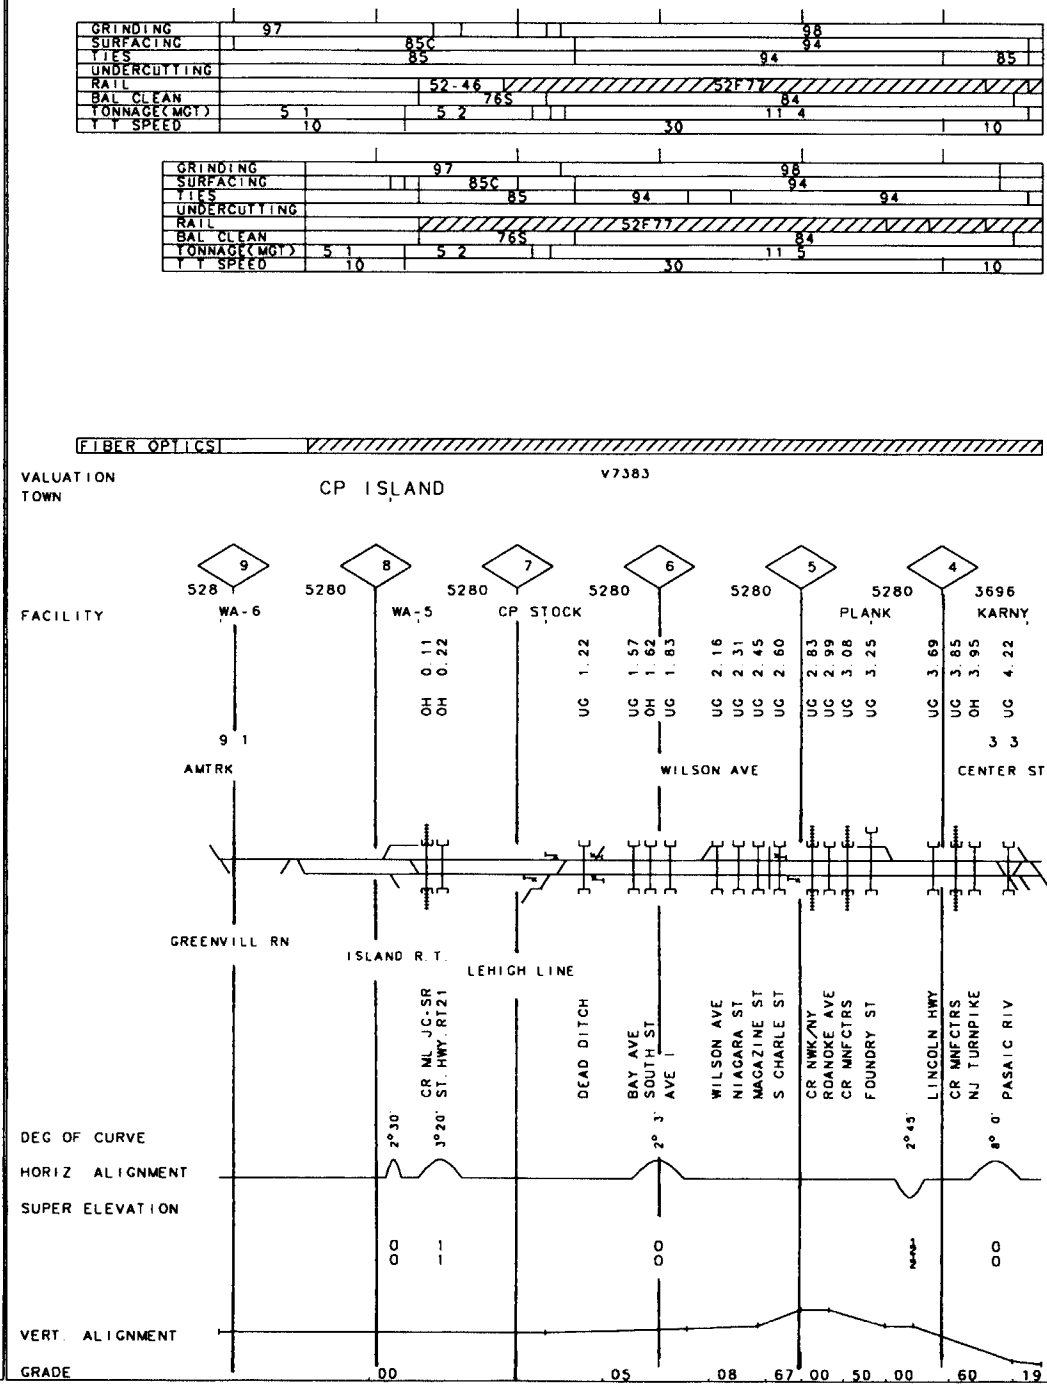 GRINDING 97 98
SURFACING 85C 94
TIES 85 94 85
UNDERCUTTING
RAIL 52-46 52F77
BAL CLEAN 76S 84
TONNAGE(MGT) 5 1 5 2 11 4
T T SPEED 10 30 10
GRINDING 97 98
SURFACING 85C 94
TIES 85 94 94
UNDERCUTTING
RAIL 52F77
BAL CLEAN 76S 84
TONNAGE(MGT) 5 1 5 2 11 5
T T SPEED 10 30 10
FIBER OPTICS
VALUATION V7383
TOWN CP ISLAND
9 8 7 6 5 4
528 5280 5280 5280 5280 5280 3696
FACILITY WA-6 WA-5 CP STOCK PLANK KARNY
OH 0.11
OH 0.22
UG 1.22
UG 1.57
OH 1.62
UG 1.83
UG 2.16
UG 2.31
UG 2.45
UG 2.60
UG 2.83
UG 2.99
UG 3.08
UG 3.25
UG 3.69
UG 3.85
OH 3.95
UG 4.22
9 1 3 3
AMTRK WILSON AVE CENTER ST
GREENVILL RN
ISLAND R.T.
LEHIGH LINE
CR ML JC-SR
ST.HWY.RT21
DEAD DITCH
BAY AVE
SOUTH ST
AVE I
WILSON AVE
NIAGARA ST
MAGAZINE ST
S CHARLE ST
CR NWK/NY
ROANOKE AVE
CR MNFCTRS
FOUNDRY ST
LINCOLN HWY
CR MNFCTRS
NJ TURNPIKE
PASAIC RIV
DEG OF CURVE 2°30' 3°20' 2° 3' 2°45' 8° 0'
HORIZ ALIGNMENT
SUPER ELEVATION
0 1 0 0
0 1 0 0
VERT. ALIGNMENT
GRADE .00 .05 .08 .67 .00 .50 .00 .60 .19